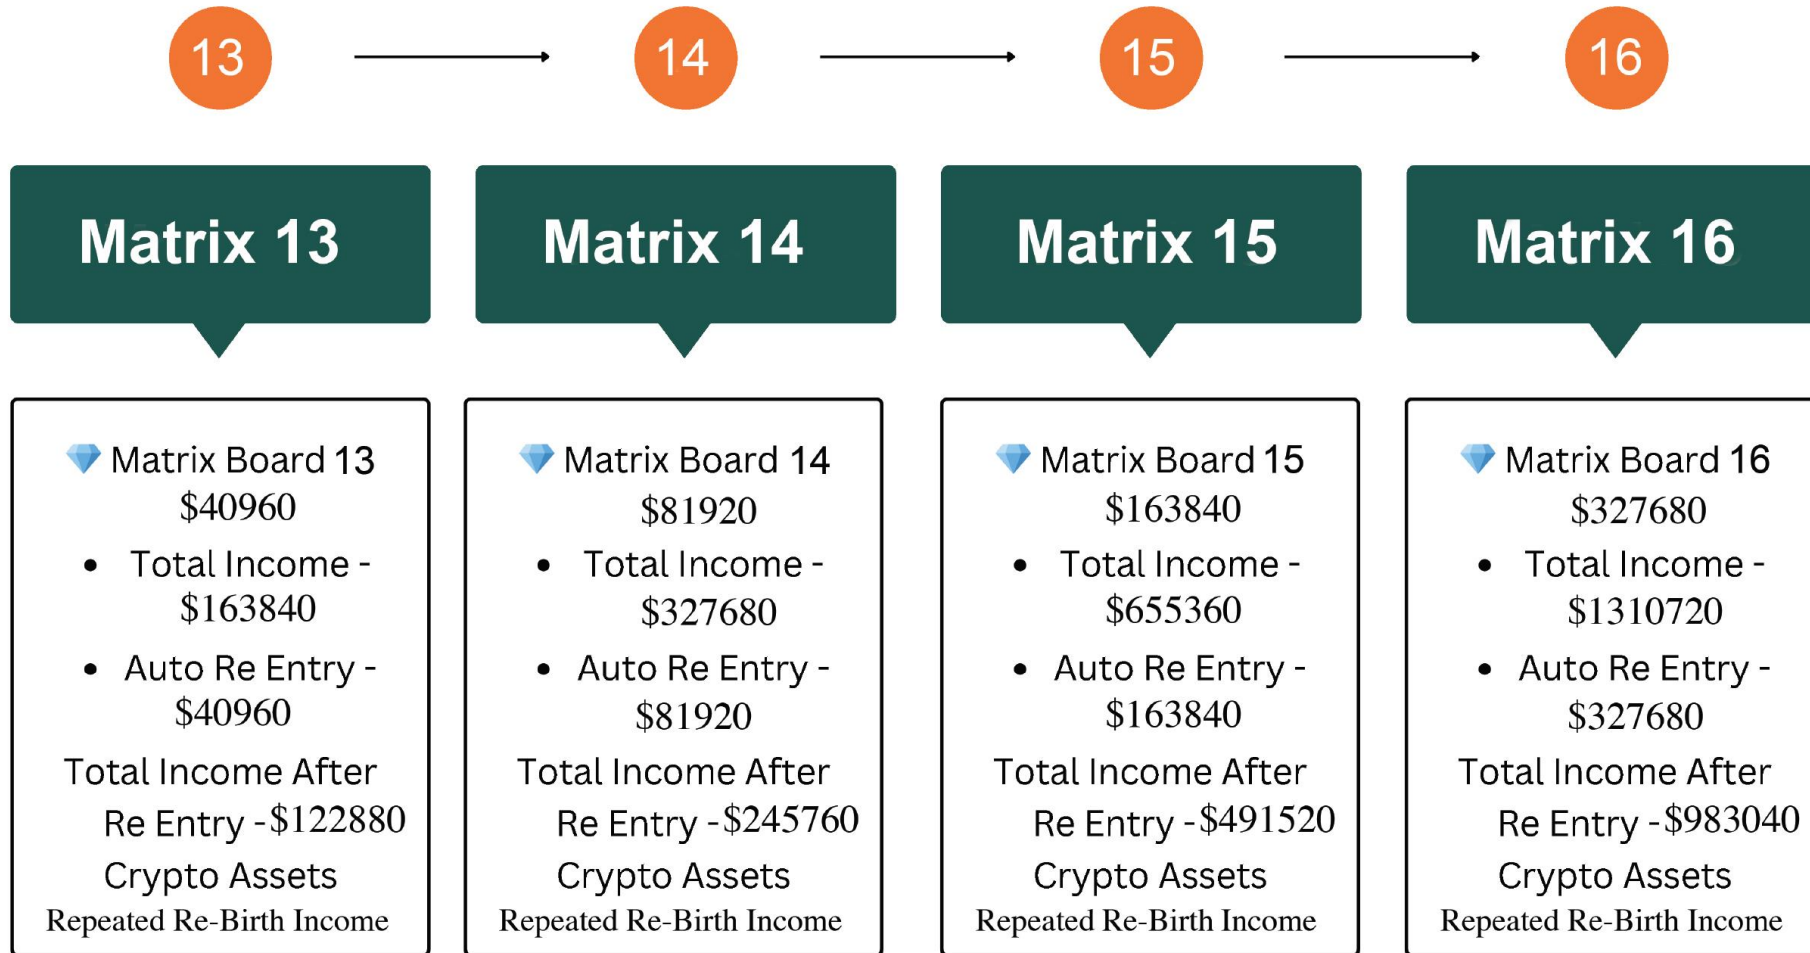 13
14
15
16
Matrix 13
Matrix 14
Matrix 15
Matrix 16
Matrix Board 13
$40960
• Total Income -
$163840
• Auto Re Entry -
$40960
Total Income After
Re Entry -$122880
Crypto Assets
Repeated Re-Birth Income
Matrix Board 14
$81920
• Total Income -
$327680
• Auto Re Entry -
$81920
Total Income After
Re Entry -$245760
Crypto Assets
Repeated Re-Birth Income
Matrix Board 15
$163840
• Total Income -
$655360
• Auto Re Entry -
$163840
Total Income After
Re Entry -$491520
Crypto Assets
Repeated Re-Birth Income
Matrix Board 16
$327680
• Total Income -
$1310720
• Auto Re Entry -
$327680
Total Income After
Re Entry -$983040
Crypto Assets
Repeated Re-Birth Income